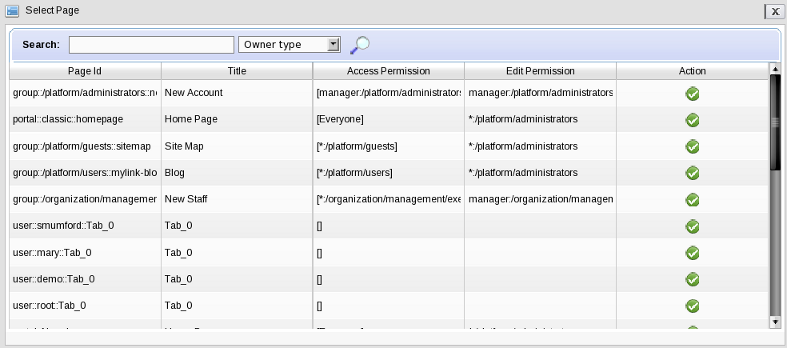 Select Page
Search: Owner type
Page Id Title Access Permission Edit Permission Action
group::/platform/administrators::ne New Account [manager:/platform/administrators manager:/platform/administrators
portal::classic::homepage Home Page [Everyone] *:/platform/administrators
group::/platform/guests::sitemap Site Map [*:/platform/guests] *:/platform/administrators
group::/platform/users::mylink-blo Blog [*:/platform/users] *:/platform/administrators
group:/organization/managemer New Staff [*:/organization/management/exe manager:/organization/managen
user::smumford::Tab_0 Tab_0 []
user::mary::Tab_0 Tab_0 []
user::demo::Tab_0 Tab_0 []
user::root::Tab_0 Tab_0 []